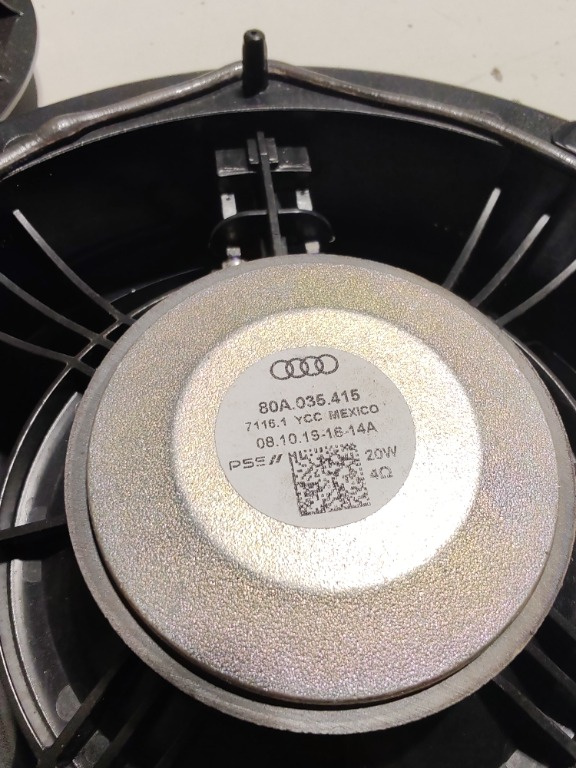 80A.035.415
7116.1 YCC MEXICO
08.10.19-16-14A
PSS//
20W
4Ω